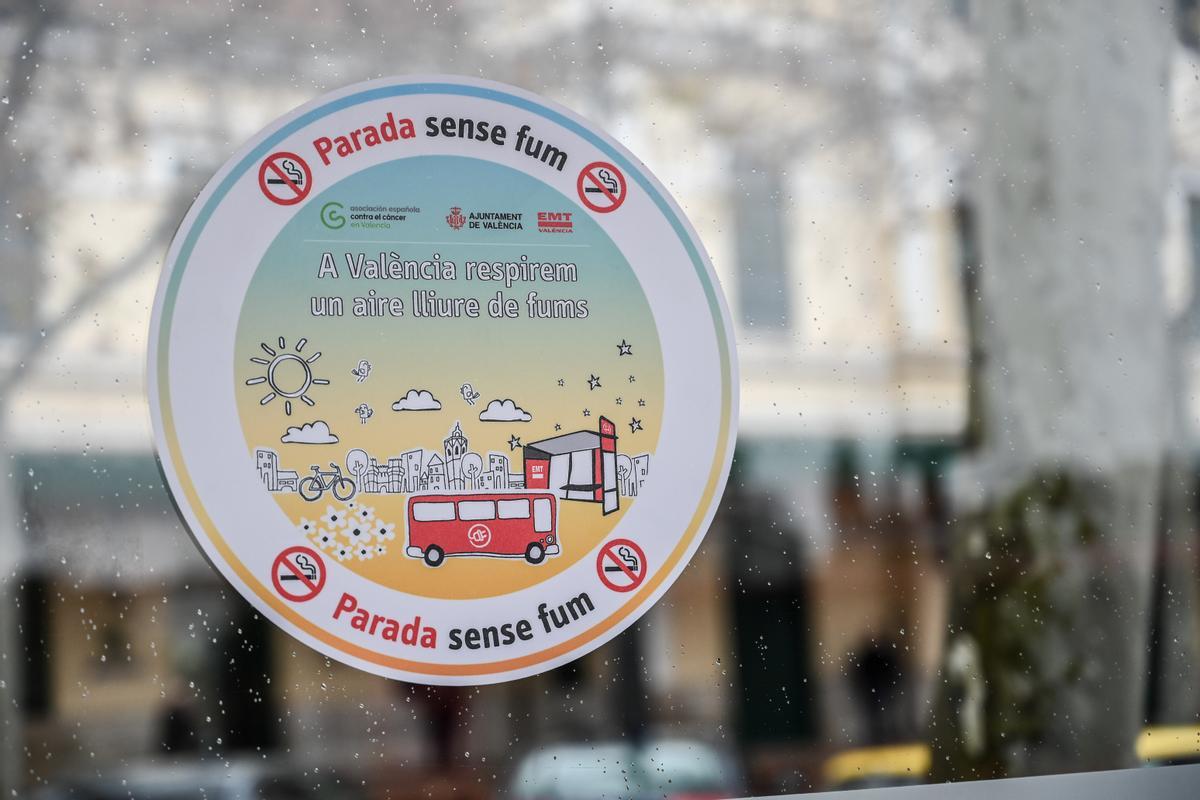 Parada sense fum
asociación española
contra el cáncer
en Valencia
AJUNTAMENT
DE VALÈNCIA
EMT
VALÈNCIA
A València respirem
un aire lliure de fums
EMT
Parada sense fum